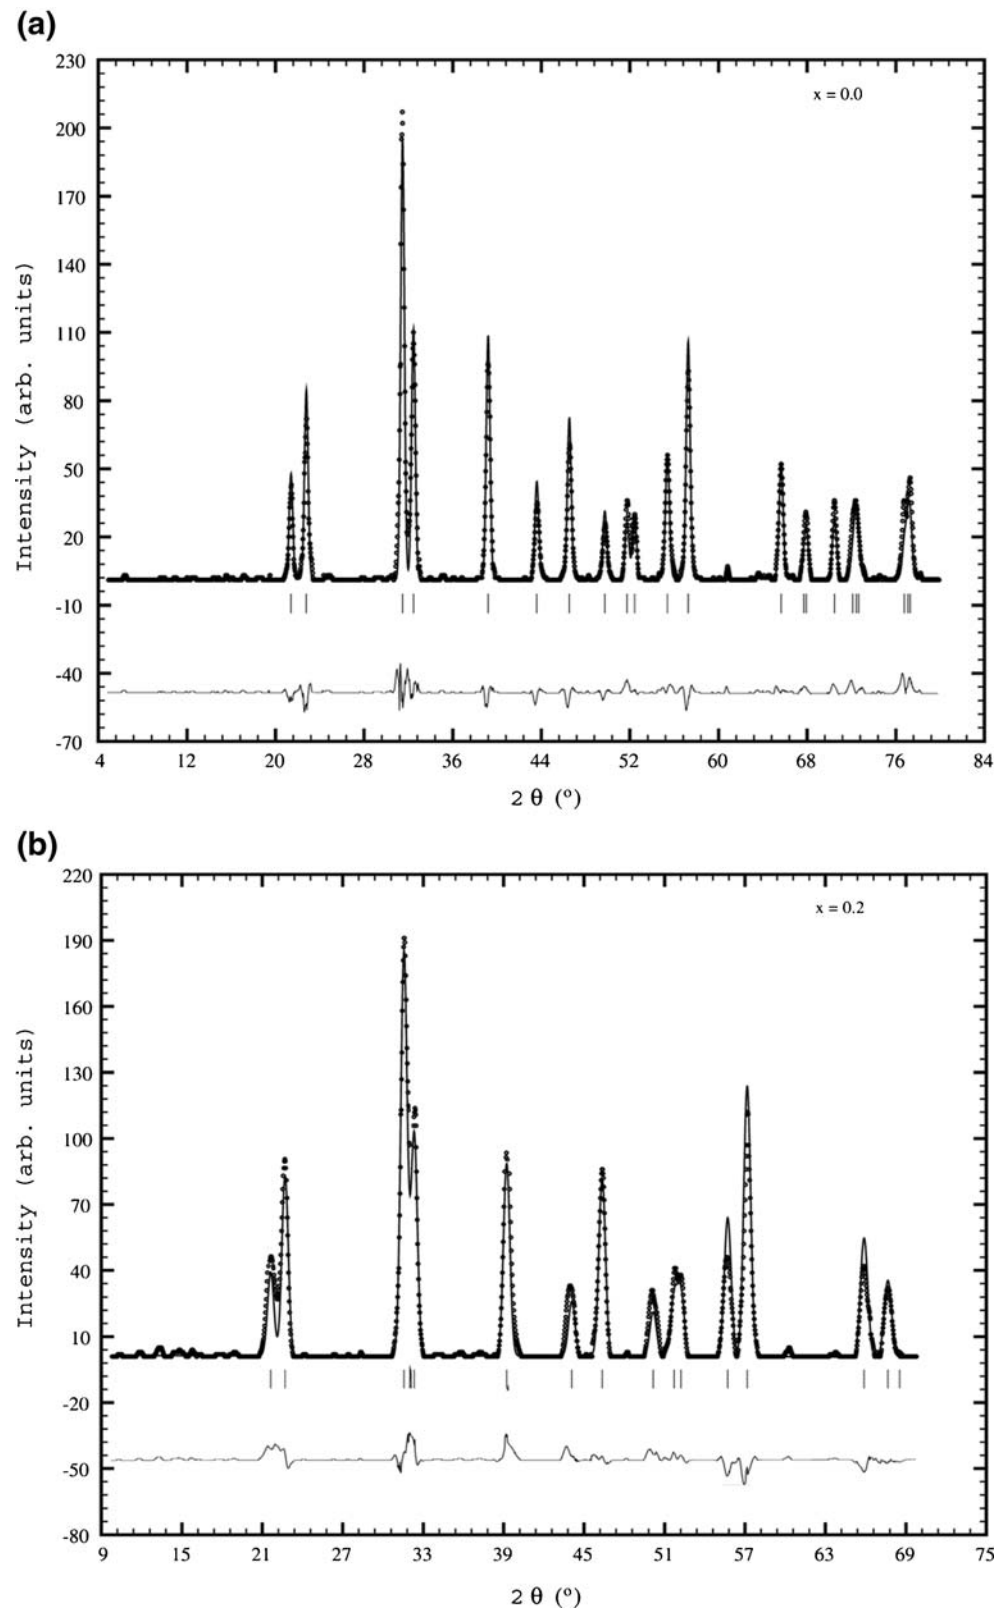 (a)
230
x = 0.0
200
170
140
110
80
50
20
-10
-40
-70
Intensity (arb. units)
4 12 20 28 36 44 52 60 68 76 84
2 θ (º)
(b)
220
x = 0.2
190
160
130
100
70
40
10
-20
-50
-80
Intensity (arb. units)
9 15 21 27 33 39 45 51 57 63 69 75
2 θ (º)